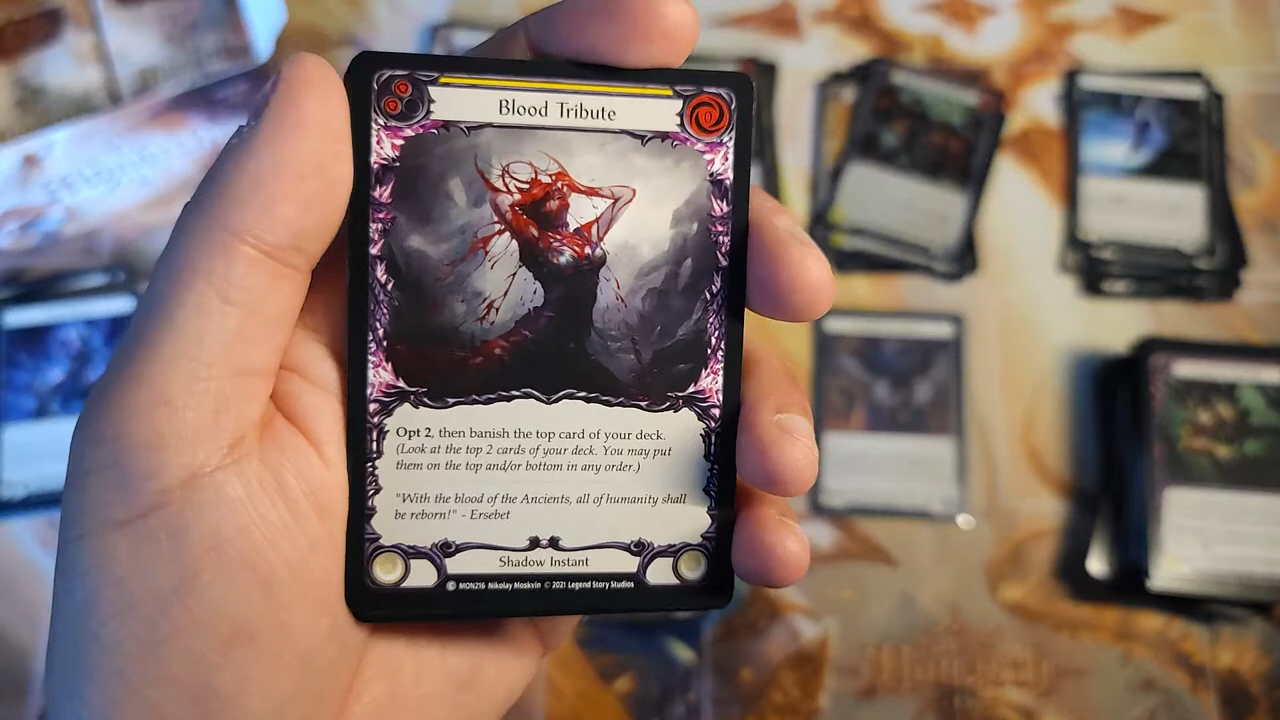 Blood Tribute
0
Opt 2, then banish the top card of your deck.
(Look at the top 2 cards of your deck. You may put
them on the top and/or bottom in any order.)
"With the blood of the Ancients, all of humanity shall
be reborn!" - Ersebet
Shadow Instant
C MON216 Nikolay Moskvin © 2021 Legend Story Studios